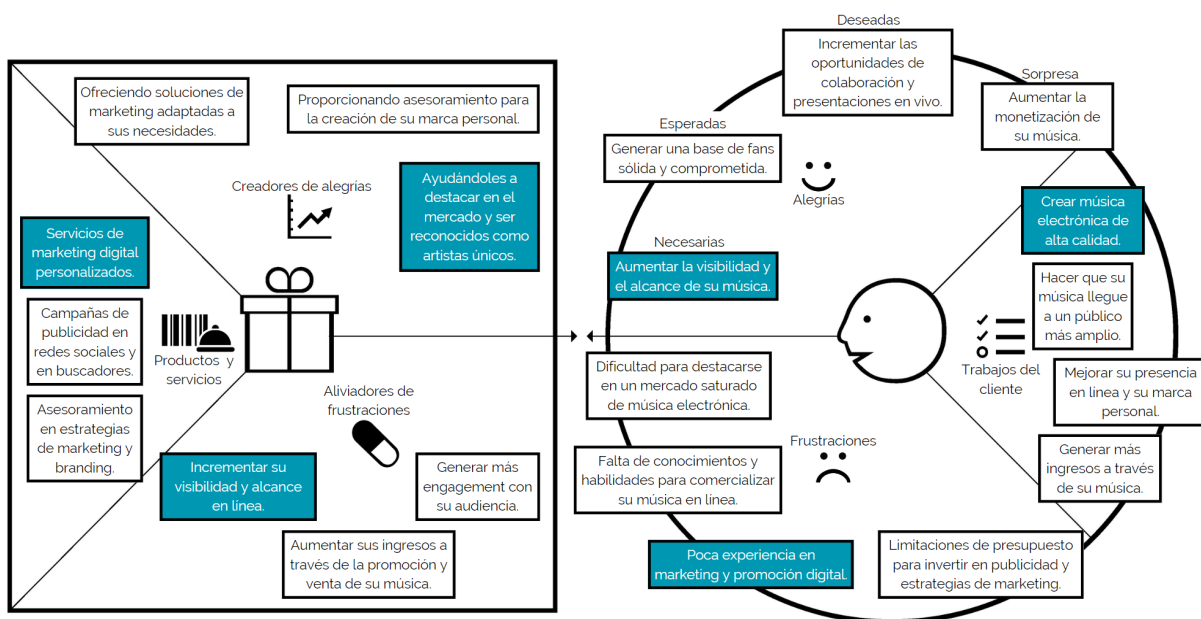 Ofreciendo soluciones de
marketing adaptadas a
sus necesidades.
Proporcionando asesoramiento para
la creación de su marca personal.
Creadores de alegrías
Ayudándoles a
destacar en el
mercado y ser
reconocidos como
artistas únicos.
Servicios de
marketing digital
personalizados.
Campañas de
publicidad en
redes sociales y
en buscadores.
Asesoramiento
en estrategias
de marketing y
branding.
Productos y
servicios
Aliviadores de
frustraciones
Incrementar su
visibilidad y alcance
en línea.
Generar más
engagement con
su audiencia.
Aumentar sus ingresos a
través de la promoción y
venta de su música.
Deseadas
Incrementar las
oportunidades de
colaboración y
presentaciones en vivo.
Sorpresa
Aumentar la
monetización de
su música.
Esperadas
Generar una base de fans
sólida y comprometida.
Alegrías
Necesarias
Aumentar la visibilidad y
el alcance de su música.
Crear música
electrónica de
alta calidad.
Hacer que su
música llegue
a un público
más amplio.
Trabajos del
cliente
Mejorar su presencia
en línea y su marca
personal.
Generar más
ingresos a través
de su música.
Dificultad para destacarse
en un mercado saturado
de música electrónica.
Frustraciones
Falta de conocimientos y
habilidades para comercializar
su música en línea.
Poca experiencia en
marketing y promoción digital.
Limitaciones de presupuesto
para invertir en publicidad y
estrategias de marketing.